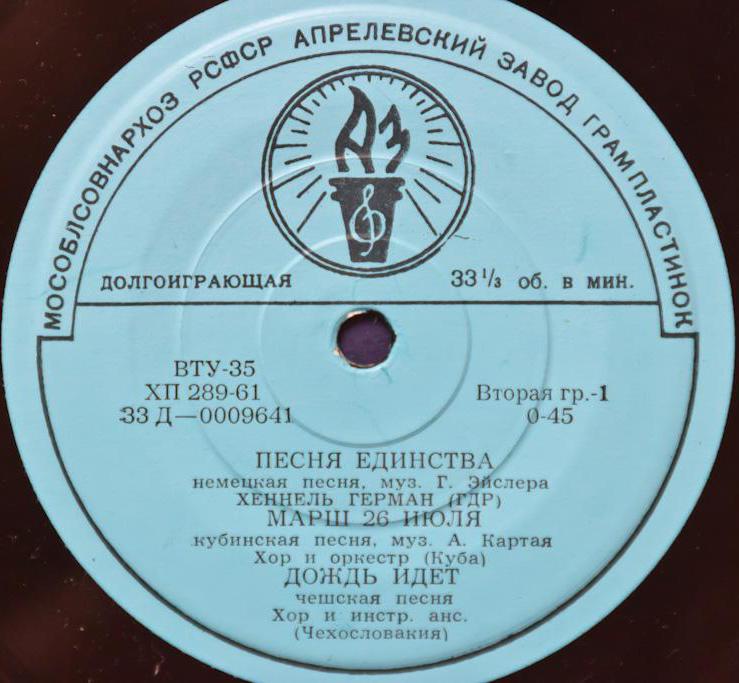 МОСОБЛСОВНАРХОЗ РСФСР АПРЕЛЕВСКИЙ ЗАВОД ГРАМПЛАСТИНОК
АЗ
ДОЛГОИГРАЮЩАЯ 33 1/3 об. в мин.
ВТУ-35
ХП 289-61 Вторая гр.-1
33 Д—0009641 0-45
ПЕСНЯ ЕДИНСТВА
немецкая песня, муз. Г. Эйслера
ХЕННЕЛЬ ГЕРМАН (ГДР)
МАРШ 26 ИЮЛЯ
кубинская песня, муз. А. Картая
Хор и оркестр (Куба)
ДОЖДЬ ИДЕТ
чешская песня
Хор и инстр. анс.
(Чехословакия)